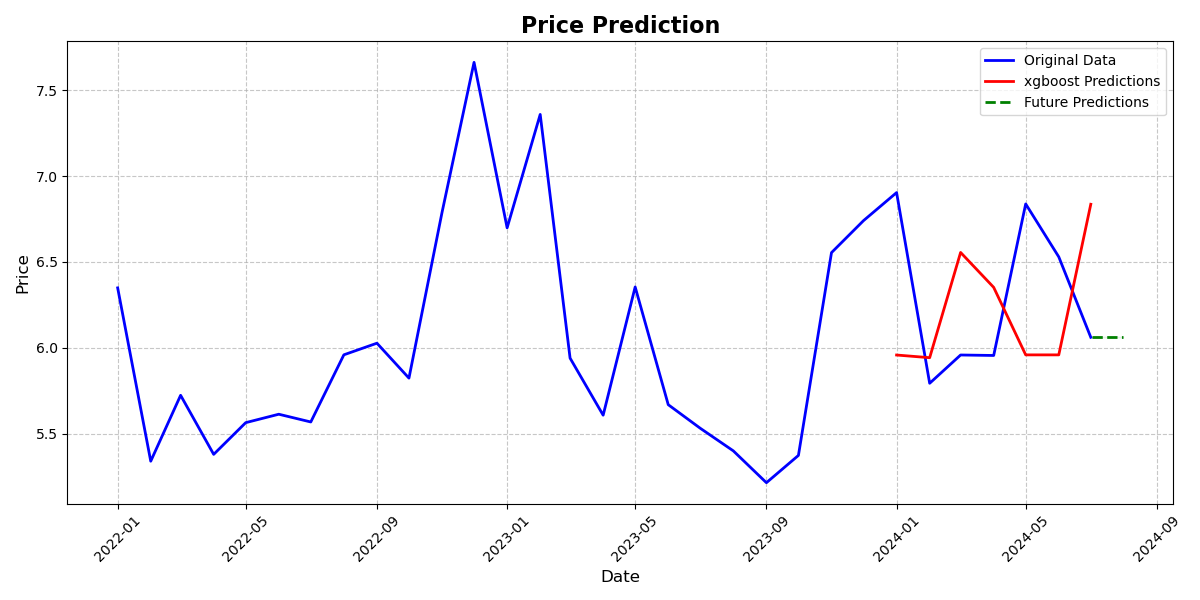 Price Prediction
Original Data
xgboost Predictions
Future Predictions
Price
7.5
7.0
6.5
6.0
5.5
2022-01
2022-05
2022-09
2023-01
2023-05
2023-09
2024-01
2024-05
2024-09
Date